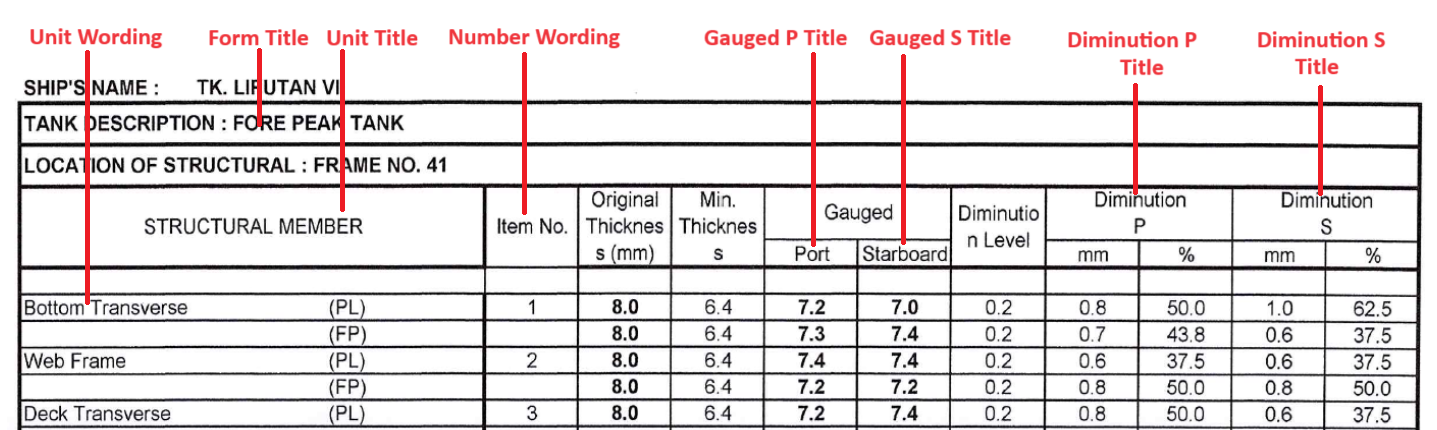 Unit Wording Form Title Unit Title Number Wording Gauged P Title Gauged S Title Diminution P Title Diminution S Title
SHIP'S NAME : TK. LIFUTAN VI
TANK DESCRIPTION : FORE PEAK TANK
LOCATION OF STRUCTURAL : FRAME NO. 41
STRUCTURAL MEMBER Item No. Original Thicknes s (mm) Min. Thicknes s Gauged Port Starboard Diminutio n Level Diminution P mm % Diminution S mm %
Bottom Transverse (PL) 1 8.0 6.4 7.2 7.0 0.2 0.8 50.0 1.0 62.5
(FP) 8.0 6.4 7.3 7.4 0.2 0.7 43.8 0.6 37.5
Web Frame (PL) 2 8.0 6.4 7.4 7.4 0.2 0.6 37.5 0.6 37.5
(FP) 8.0 6.4 7.2 7.2 0.2 0.8 50.0 0.8 50.0
Deck Transverse (PL) 3 8.0 6.4 7.2 7.4 0.2 0.8 50.0 0.6 37.5